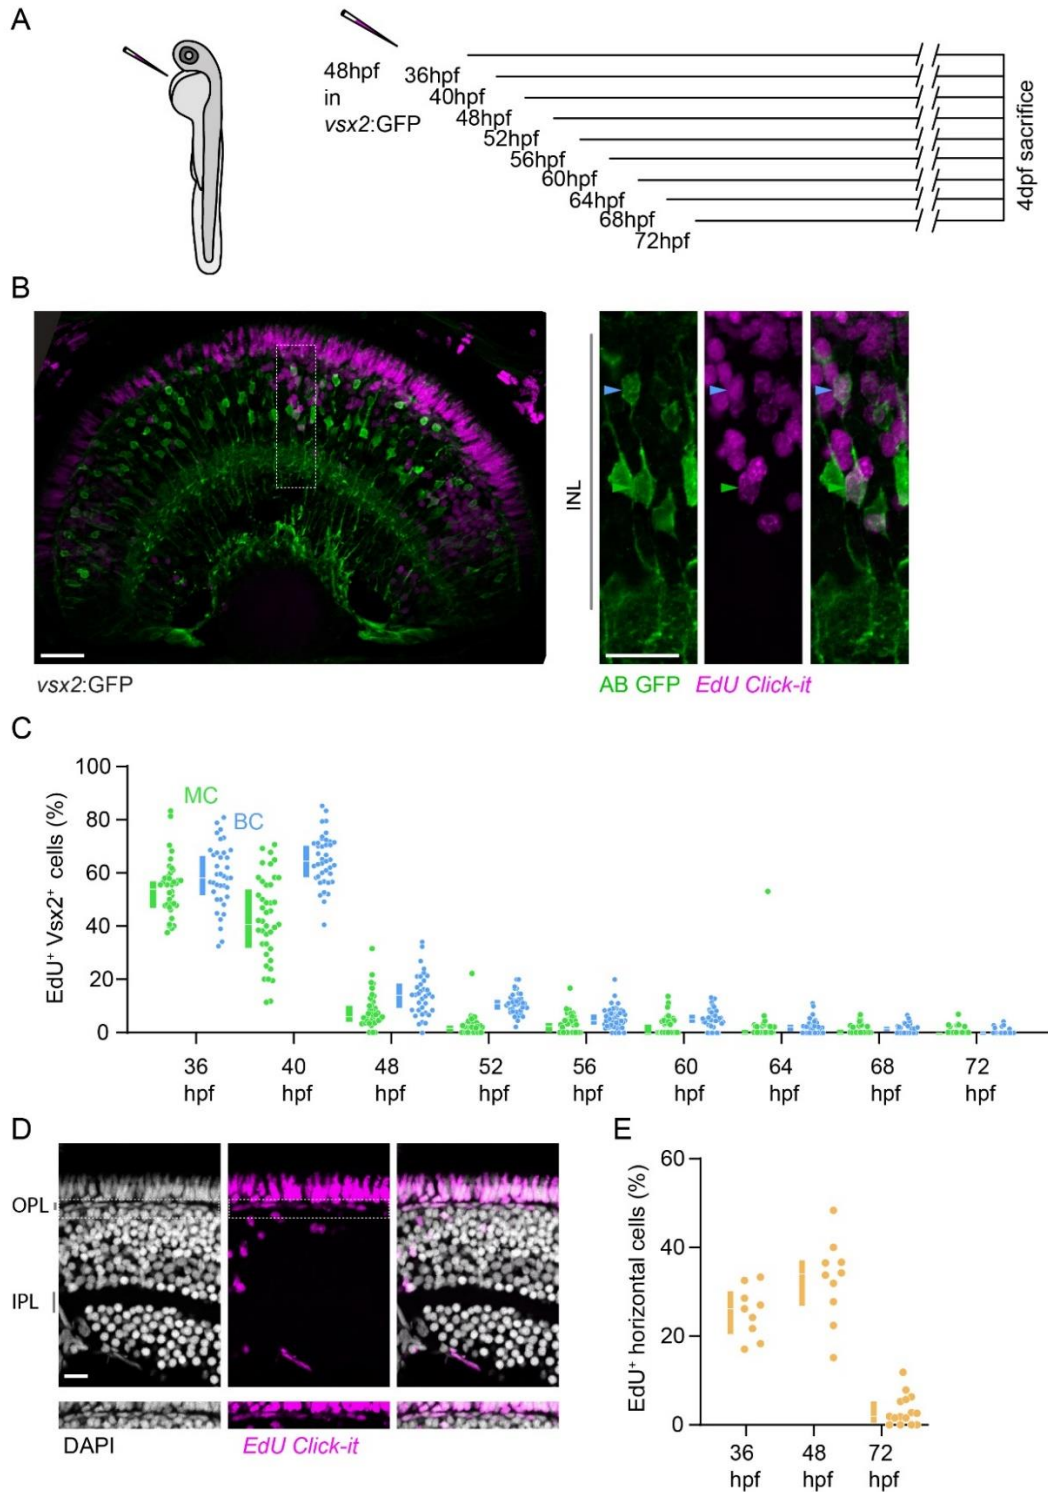 A
48hpf
in
vsx2:GFP
36hpf
40hpf
48hpf
52hpf
56hpf
60hpf
64hpf
68hpf
72hpf
4dpf sacrifice
B
INL
vsx2:GFP
AB GFP EdU Click-it
C
EdU⁺ Vsx2⁺ cells (%)
100
80
60
40
20
0
MC
BC
36 40 48 52 56 60 64 68 72
hpf hpf hpf hpf hpf hpf hpf hpf hpf
D
OPL
IPL
DAPI EdU Click-it
E
EdU⁺ horizontal cells (%)
60
40
20
0
36 48 72
hpf hpf hpf